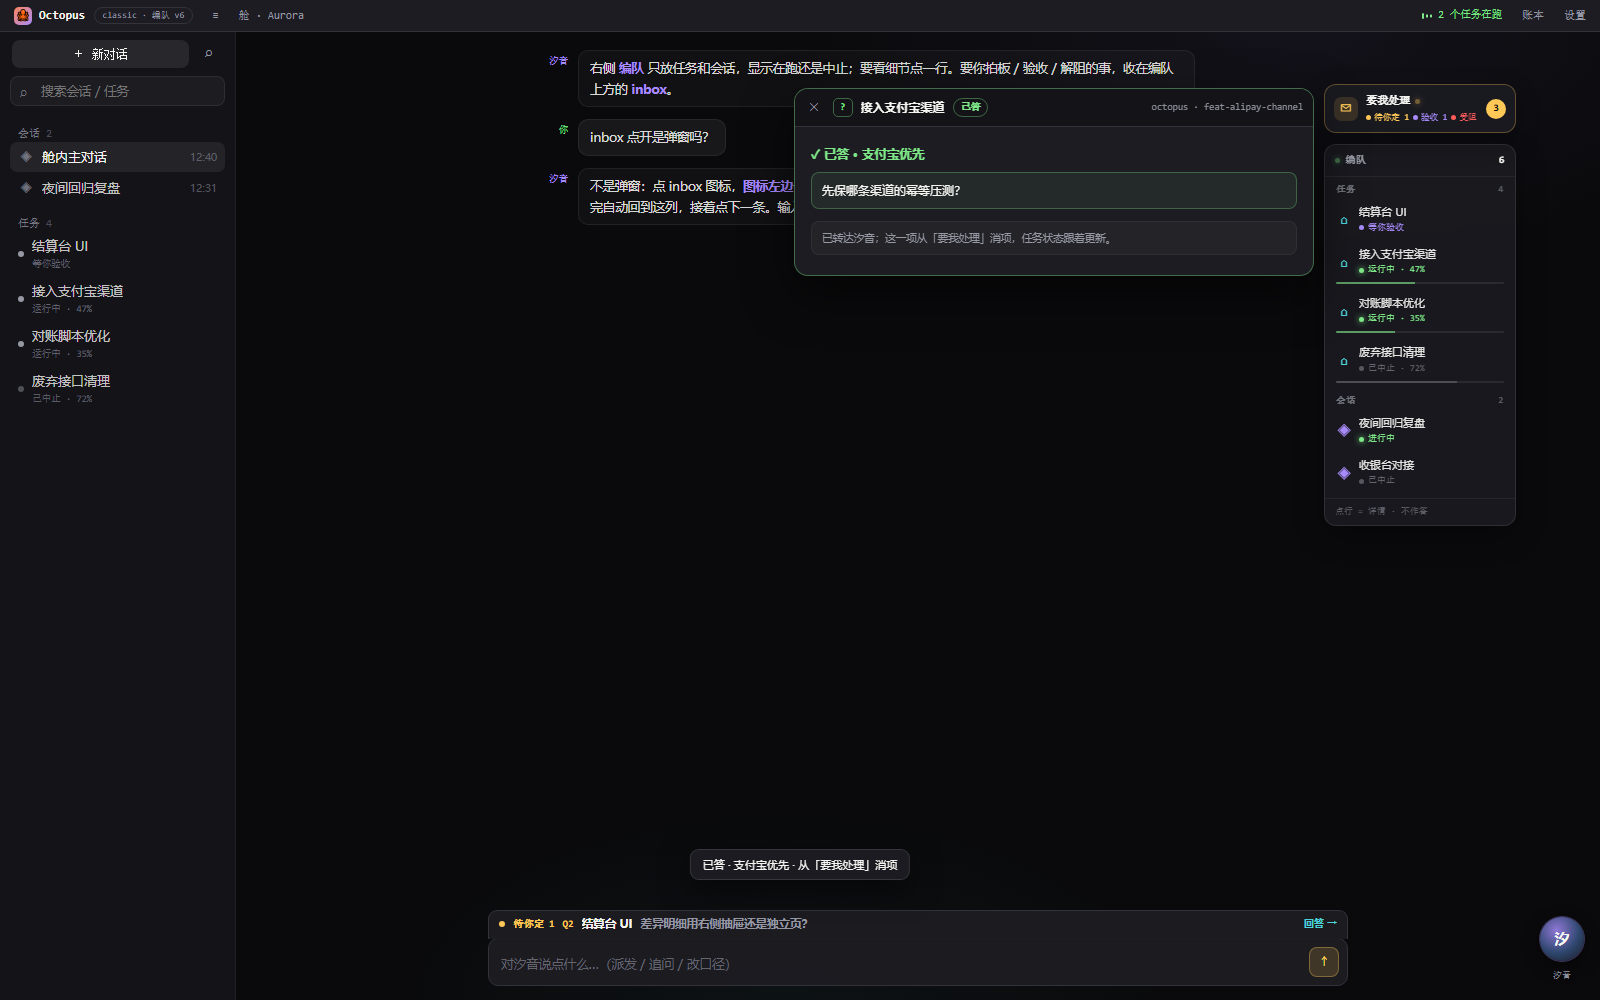 Octopus
classic · 编队 v6
≡
舱 · Aurora
2 个任务在跑
账本
设置
+ 新对话
搜索会话 / 任务
会话 2
舱内主对话 12:40
夜间回归复盘 12:31
任务 4
结算台 UI
等你验收
接入支付宝渠道
运行中 · 47%
对账脚本优化
运行中 · 35%
废弃接口清理
已中止 · 72%
汐音
右侧 编队 只放任务和会话，显示在跑还是中止；要看细节点一行。要你拍板 / 验收 / 解阻的事，收在编队
上方的 inbox。
你
inbox 点开是弹窗吗？
汐音
不是弹窗：点 inbox 图标，图标左边
完自动回到这列，接着点下一条。输
× ? 接入支付宝渠道 已答 octopus · feat-alipay-channel
✓ 已答 • 支付宝优先
先保哪条渠道的幂等压测？
已转达汐音；这一项从「要我处理」消项，任务状态跟着更新。
要我处理 3
待你定 1 验收 1 受阻
编队 6
任务 4
结算台 UI
等你验收
接入支付宝渠道
运行中 · 47%
对账脚本优化
运行中 · 35%
废弃接口清理
已中止 · 72%
会话 2
夜间回归复盘
进行中
收银台对接
已中止
点行 = 详情 · 不作答
已答 · 支付宝优先 · 从「要我处理」消项
待你定 1 Q2 结算台 UI 差异明细用右侧抽屉还是独立页？ 回答 →
对汐音说点什么…（派发 / 追问 / 改口径）
↑
汐
汐音